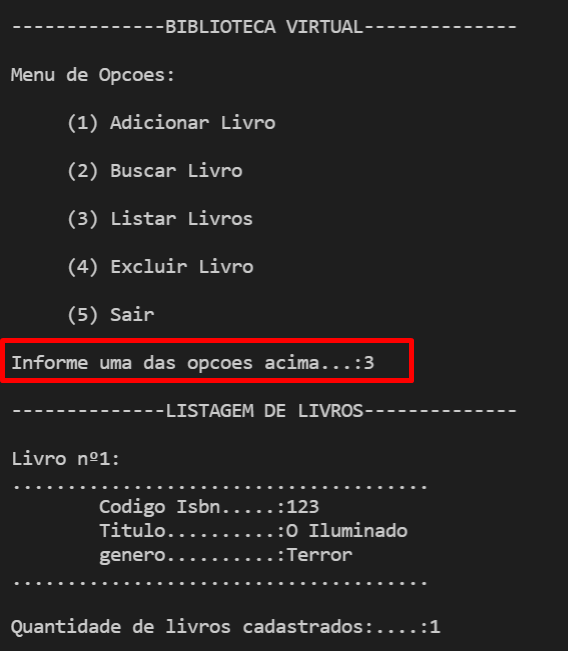 --------------BIBLIOTECA VIRTUAL--------------
Menu de Opcoes:
(1) Adicionar Livro
(2) Buscar Livro
(3) Listar Livros
(4) Excluir Livro
(5) Sair
Informe uma das opcoes acima...:3
--------------LISTAGEM DE LIVROS--------------
Livro nº1:
......................................
Codigo Isbn.....:123
Titulo..........:O Iluminado
genero..........:Terror
......................................
Quantidade de livros cadastrados:....:1